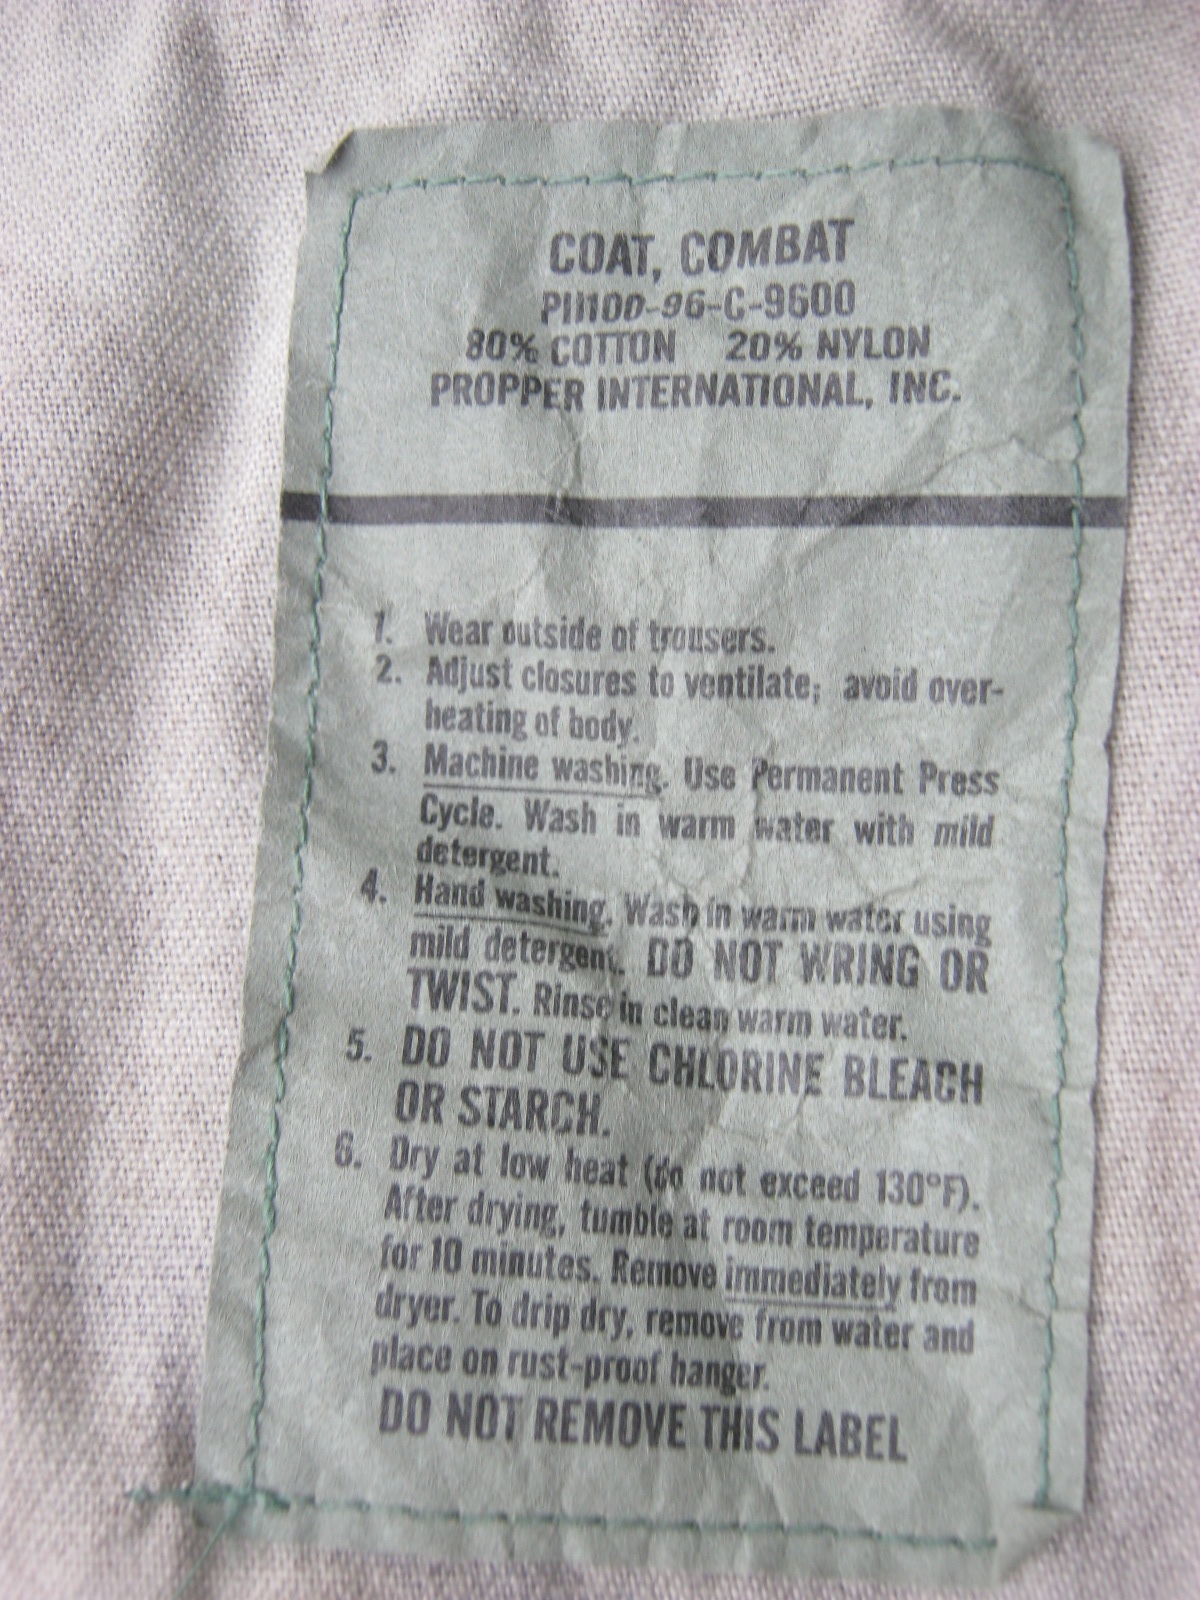 COAT, COMBAT
PII100-96-C-9600
80% COTTON 20% NYLON
PROPPER INTERNATIONAL, INC.
1. Wear outside of trousers.
2. Adjust closures to ventilate; avoid over-
heating of body.
3. Machine washing. Use Permanent Press
Cycle. Wash in warm water with mild
detergent.
4. Hand washing. Wash in warm water using
mild detergent. DO NOT WRING OR
TWIST. Rinse in clean warm water.
5. DO NOT USE CHLORINE BLEACH
OR STARCH.
6. Dry at low heat (do not exceed 130°F).
After drying, tumble at room temperature
for 10 minutes. Remove immediately from
dryer. To drip dry, remove from water and
place on rust-proof hanger.
DO NOT REMOVE THIS LABEL